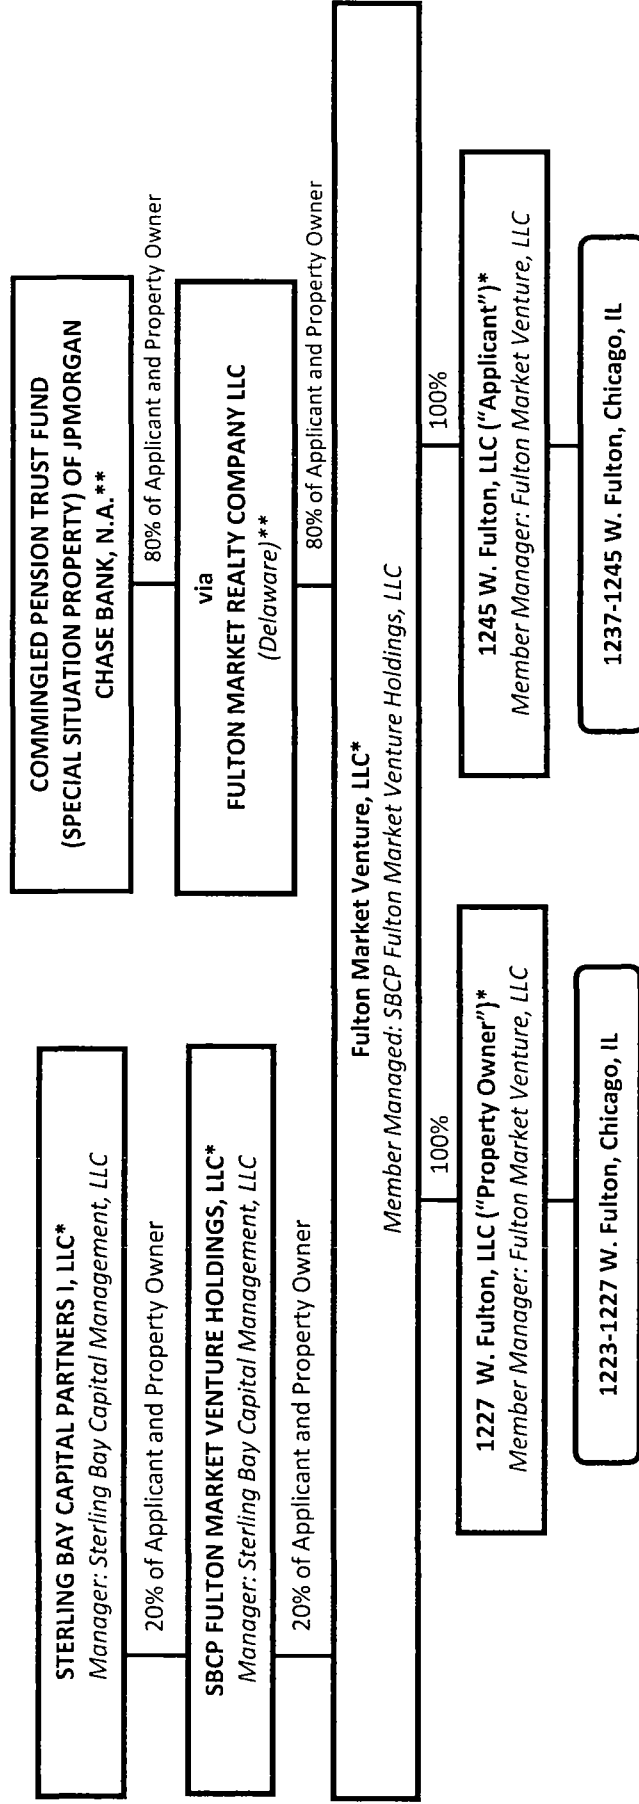 STERLING BAY CAPITAL PARTNERS I, LLC*
Manager: Sterling Bay Capital Management, LLC
20% of Applicant and Property Owner
SBCP FULTON MARKET VENTURE HOLDINGS, LLC*
Manager: Sterling Bay Capital Management, LLC
20% of Applicant and Property Owner
COMMINGLED PENSION TRUST FUND
(SPECIAL SITUATION PROPERTY) OF JPMORGAN
CHASE BANK, N.A.**
80% of Applicant and Property Owner
via
FULTON MARKET REALTY COMPANY LLC
(Delaware)**
80% of Applicant and Property Owner
Fulton Market Venture, LLC*
Member Managed: SBCP Fulton Market Venture Holdings, LLC
100%
1227 W. Fulton, LLC ("Property Owner")*
Member Manager: Fulton Market Venture, LLC
1223-1227 W. Fulton, Chicago, IL
100%
1245 W. Fulton, LLC ("Applicant")*
Member Manager: Fulton Market Venture, LLC
1237-1245 W. Fulton, Chicago, IL